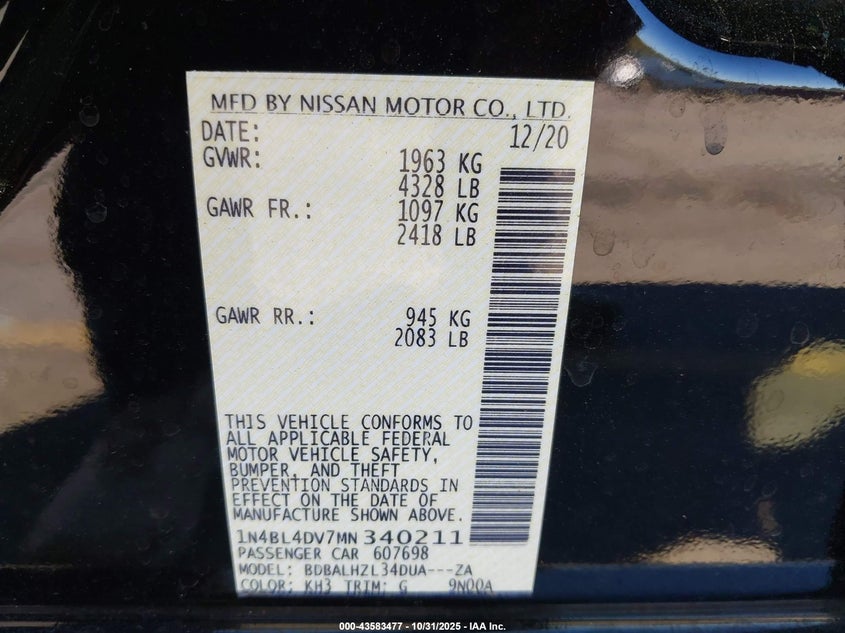 MFD BY NISSAN MOTOR CO., LTD.
DATE: 12/20
GVWR: 1963 KG
4328 LB
GAWR FR.: 1097 KG
2418 LB
GAWR RR.: 945 KG
2083 LB
THIS VEHICLE CONFORMS TO
ALL APPLICABLE FEDERAL
MOTOR VEHICLE SAFETY,
BUMPER, AND THEFT
PREVENTION STANDARDS IN
EFFECT ON THE DATE OF
MANUFACTURE SHOWN ABOVE.
1N4BL4DV7MN 340211
PASSENGER CAR 607698
MODEL: BDBALHZL34DUA---ZA
COLOR: KH3 TRIM: G 9N00A
000-43583477 - 10/31/2025 - IAA Inc.